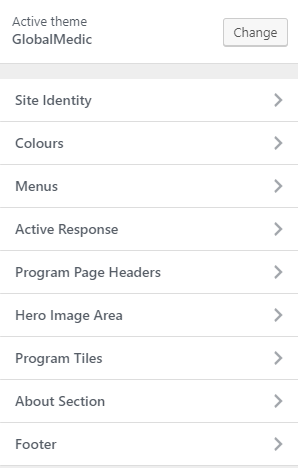 Active theme
GlobalMedic
Change
Site Identity
Colours
Menus
Active Response
Program Page Headers
Hero Image Area
Program Tiles
About Section
Footer